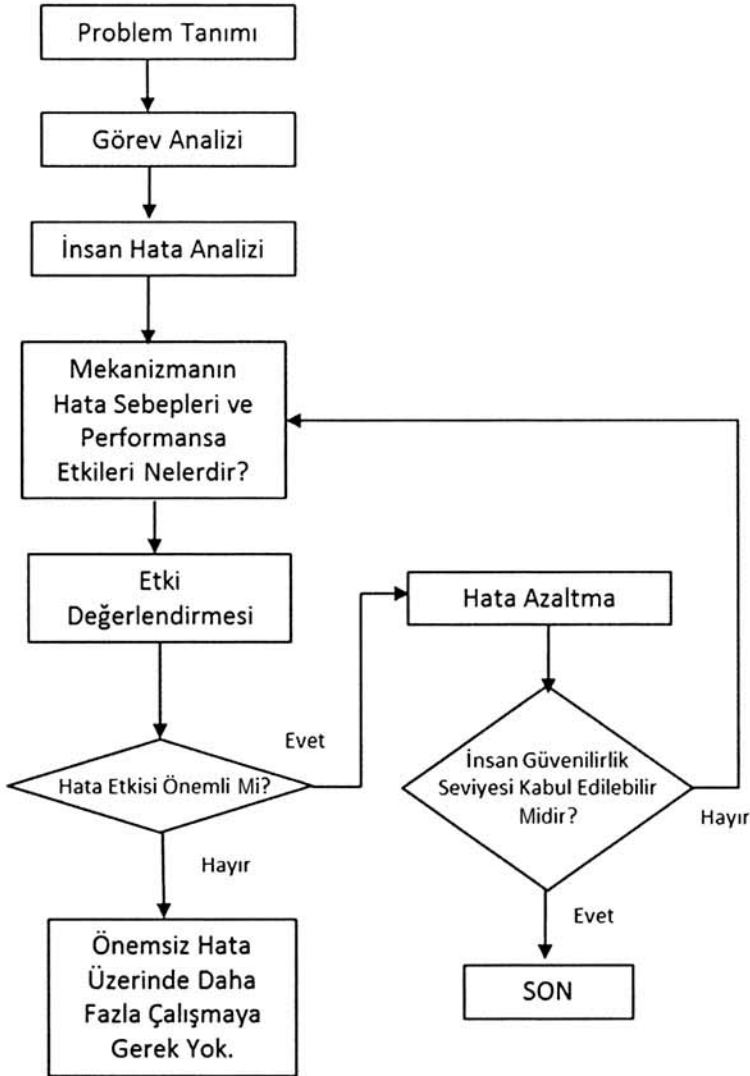 Problem Tanımı
Görev Analizi
İnsan Hata Analizi
Mekanizmanın
Hata Sebepleri ve
Performansa
Etkileri Nelerdir?
Etki
Değerlendirmesi
Hata Etkisi Önemli Mi?
Evet
Hayır
Önemsiz Hata
Üzerinde Daha
Fazla Çalışmaya
Gerek Yok.
Hata Azaltma
İnsan Güvenilirlik
Seviyesi Kabul Edilebilir
Midir?
Hayır
Evet
SON